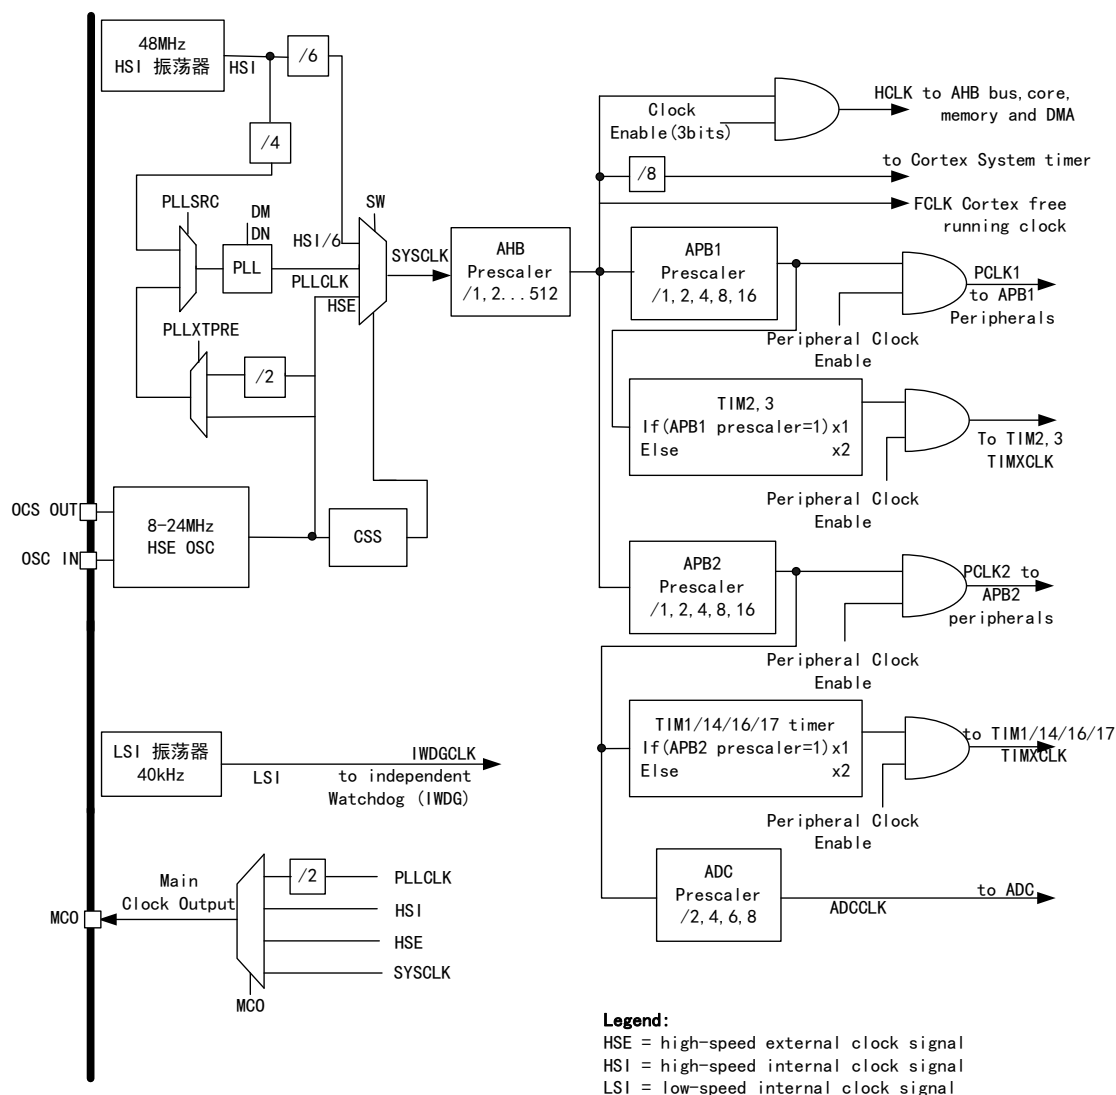 48MHz
HSI 振荡器
HSI
/6
/4
PLLSRC
DM
DN
PLL
SW
HSI/6
PLLCLK
HSE
SYSCLK
AHB
Prescaler
/1,2...512
PLLXTPRE
/2
OCS OUT
OSC IN
8-24MHz
HSE OSC
CSS
Clock
Enable(3bits)
HCLK to AHB bus,core,
memory and DMA
/8
to Cortex System timer
FCLK Cortex free
running clock
APB1
Prescaler
/1,2,4,8,16
PCLK1
to APB1
Peripherals
Peripheral Clock
Enable
TIM2,3
If(APB1 prescaler=1)x1
Else x2
To TIM2,3
TIMXCLK
Peripheral Clock
Enable
APB2
Prescaler
/1,2,4,8,16
PCLK2 to
APB2
peripherals
Peripheral Clock
Enable
TIM1/14/16/17 timer
If(APB2 prescaler=1)x1
Else x2
to TIM1/14/16/17
TIMXCLK
Peripheral Clock
Enable
ADC
Prescaler
/2,4,6,8
ADCCLK
to ADC
LSI 振荡器
40kHz
LSI
IWDGCLK
to independent
Watchdog (IWDG)
Main
Clock Output
MCO
/2
PLLCLK
HSI
HSE
SYSCLK
MCO
Legend:
HSE = high-speed external clock signal
HSI = high-speed internal clock signal
LSI = low-speed internal clock signal